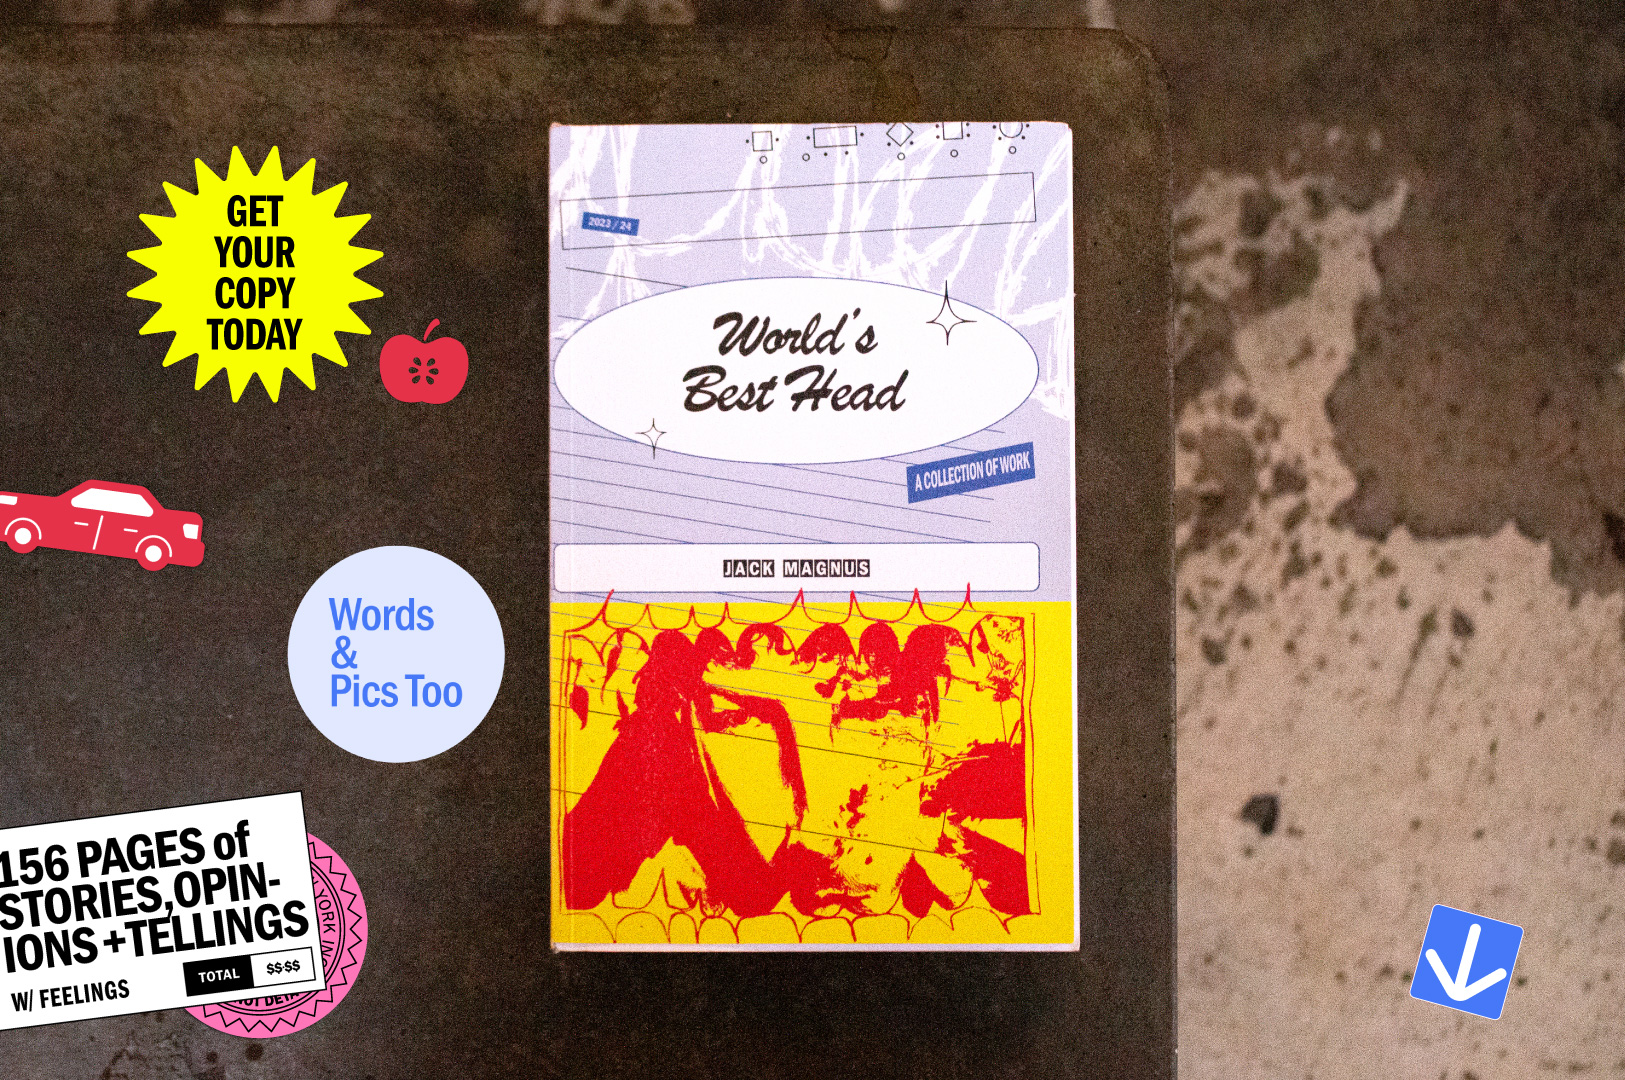 GET
YOUR
COPY
TODAY
2023 / 24
World's
Best Head
A COLLECTION OF WORK
JACK MAGNUS
Words
&
Pics Too
156 PAGES of
STORIES, OPIN-
IONS + TELLINGS
W/ FEELINGS
TOTAL
$$.$$
YORK